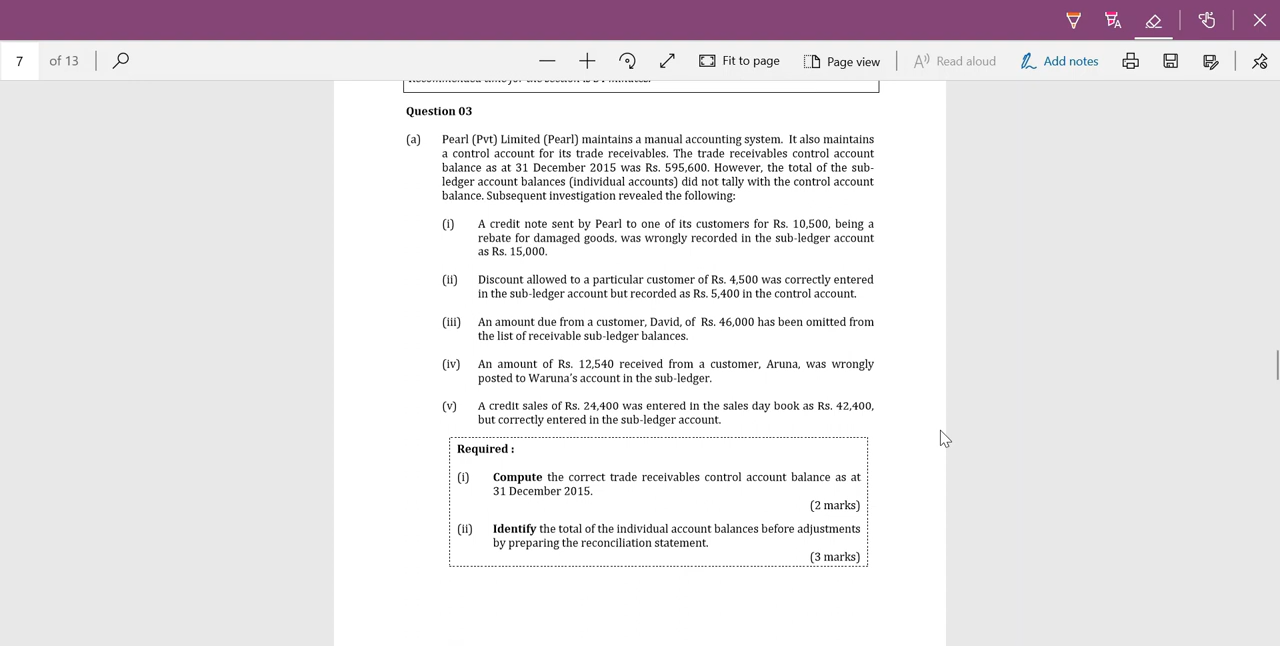 7 of 13 Fit to page Page view Read aloud Add notes
Recommended time for the section is 54 minutes.
Question 03
(a) Pearl (Pvt) Limited (Pearl) maintains a manual accounting system. It also maintains
a control account for its trade receivables. The trade receivables control account
balance as at 31 December 2015 was Rs. 595,600. However, the total of the sub-
ledger account balances (individual accounts) did not tally with the control account
balance. Subsequent investigation revealed the following:
(i) A credit note sent by Pearl to one of its customers for Rs. 10,500, being a
rebate for damaged goods, was wrongly recorded in the sub-ledger account
as Rs. 15,000.
(ii) Discount allowed to a particular customer of Rs. 4,500 was correctly entered
in the sub-ledger account but recorded as Rs. 5,400 in the control account.
(iii) An amount due from a customer, David, of Rs. 46,000 has been omitted from
the list of receivable sub-ledger balances.
(iv) An amount of Rs. 12,540 received from a customer, Aruna, was wrongly
posted to Waruna's account in the sub-ledger.
(v) A credit sales of Rs. 24,400 was entered in the sales day book as Rs. 42,400,
but correctly entered in the sub-ledger account.
Required :
(i) Compute the correct trade receivables control account balance as at
31 December 2015.
(2 marks)
(ii) Identify the total of the individual account balances before adjustments
by preparing the reconciliation statement.
(3 marks)